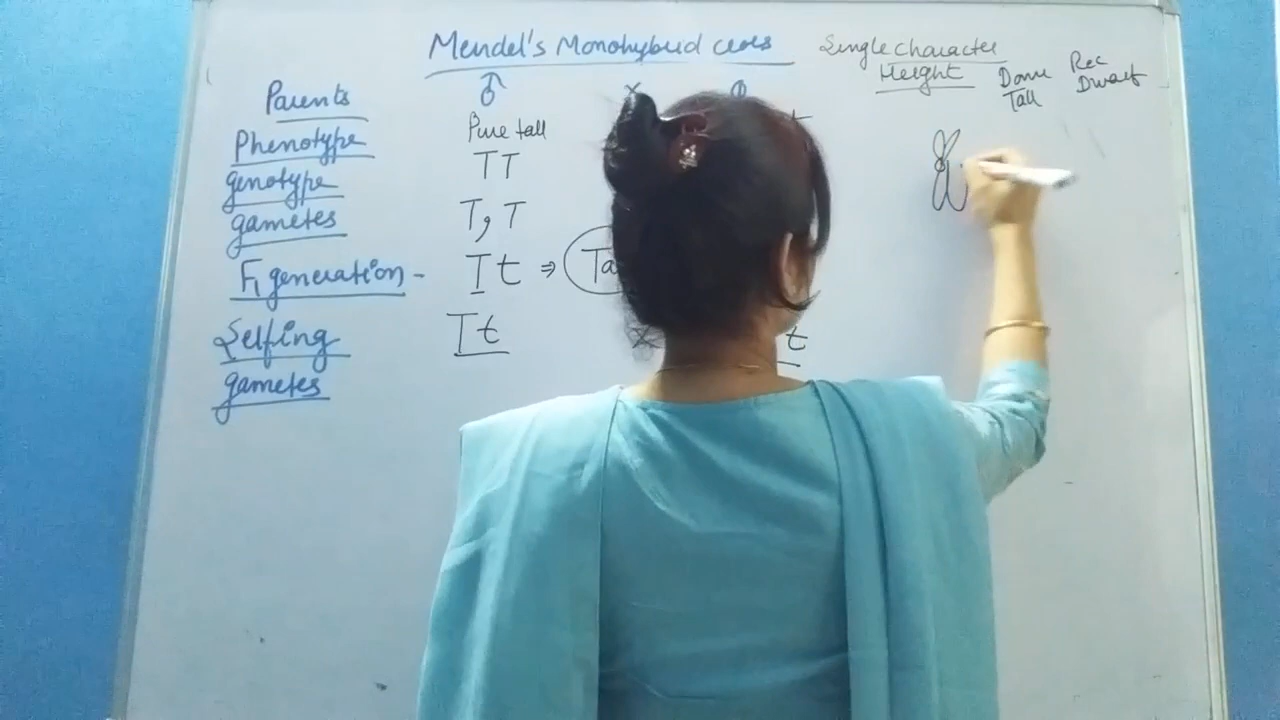 Mendel's Monohybrid cross
Single character
Height
Dom
Tall
Rec
Dwarf
Parents ♂ ×
Phenotype Pure tall
genotype TT
gametes T, T
F1 generation - Tt ⇒ Ta
Selfing Tt × t
gametes